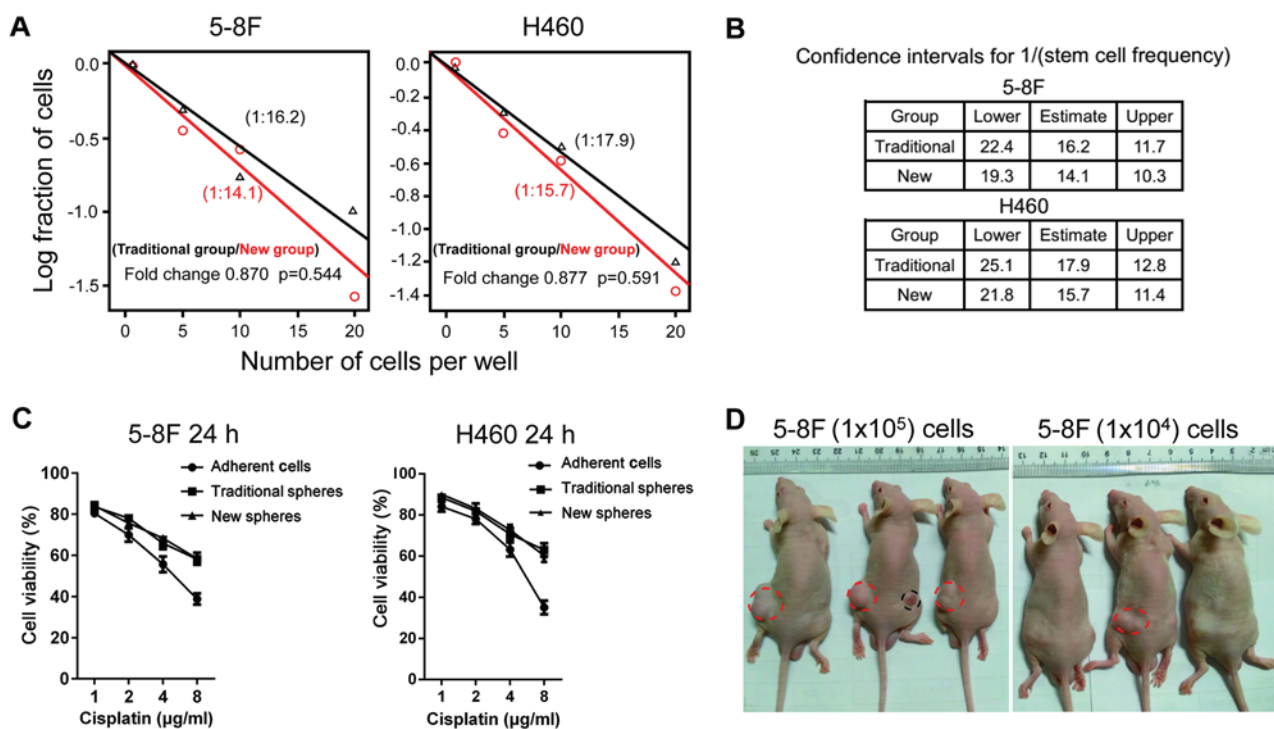 A
5-8F
H460
Log fraction of cells
0.0
-0.5
-1.0
-1.5
(1:16.2)
(1:14.1)
(Traditional group/New group)
Fold change 0.870 p=0.544
0 5 10 15 20
0.0
-0.2
-0.4
-0.6
-0.8
-1.0
-1.2
-1.4
(1:17.9)
(1:15.7)
(Traditional group/New group)
Fold change 0.877 p=0.591
0 5 10 15 20
Number of cells per well
B
Confidence intervals for 1/(stem cell frequency)
5-8F
Group Lower Estimate Upper
Traditional 22.4 16.2 11.7
New 19.3 14.1 10.3
H460
Group Lower Estimate Upper
Traditional 25.1 17.9 12.8
New 21.8 15.7 11.4
C
5-8F 24 h
Adherent cells
Traditional spheres
New spheres
Cell viability (%)
100
80
60
40
20
0
1 2 4 8
Cisplatin (µg/ml)
H460 24 h
Adherent cells
Traditional spheres
New spheres
Cell viability (%)
100
80
60
40
20
0
1 2 4 8
Cisplatin (µg/ml)
D
5-8F (1x10⁵) cells
5-8F (1x10⁴) cells